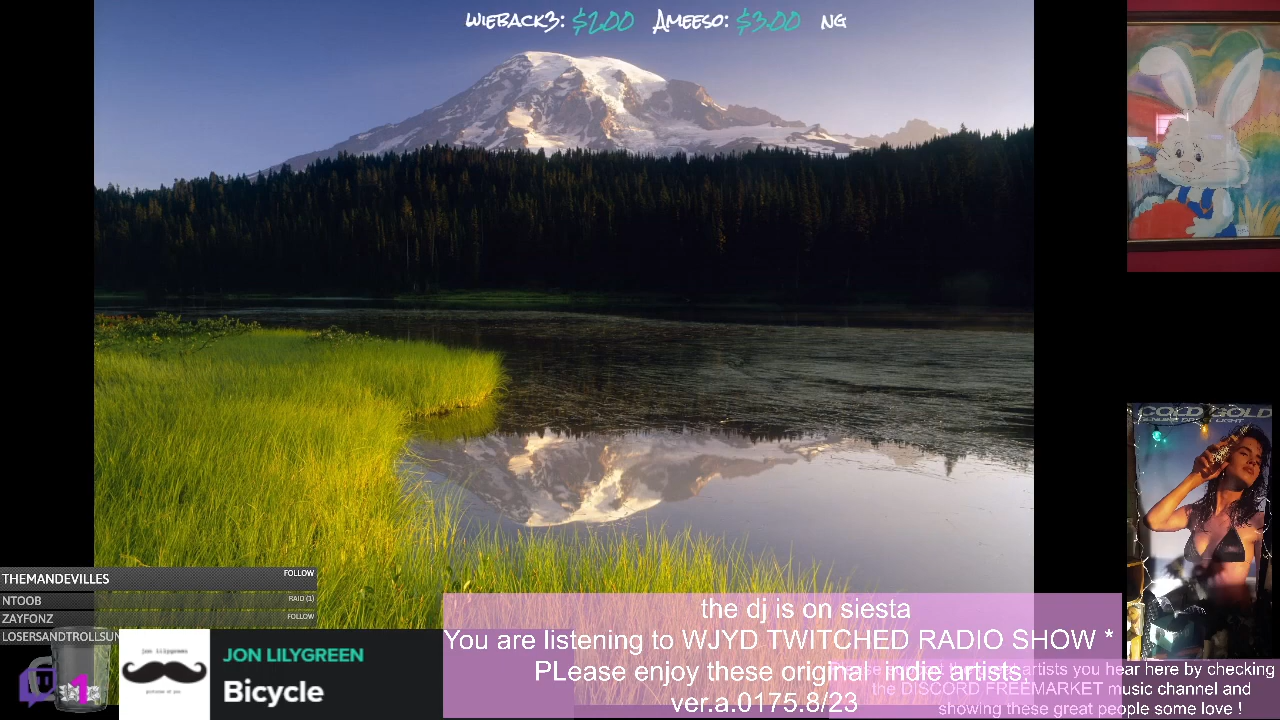 WIEBACK3: $2.00 AMEESO: $3.00 NG
COLD GOLD
THEMANDEVILLES FOLLOW
NTOOB RAID (1)
ZAYFONZ FOLLOW
LOSERSANDTROLLSUN
1
jon lilygreen
JON LILYGREEN
Bicycle
the dj is on siesta
You are listening to WJYD TWITCHED RADIO SHOW *
PLease enjoy these original indie artists.
ver.a.0175.8/23
artists you hear here by checking
DISCORD FREEMARKET music channel and
showing these great people some love !